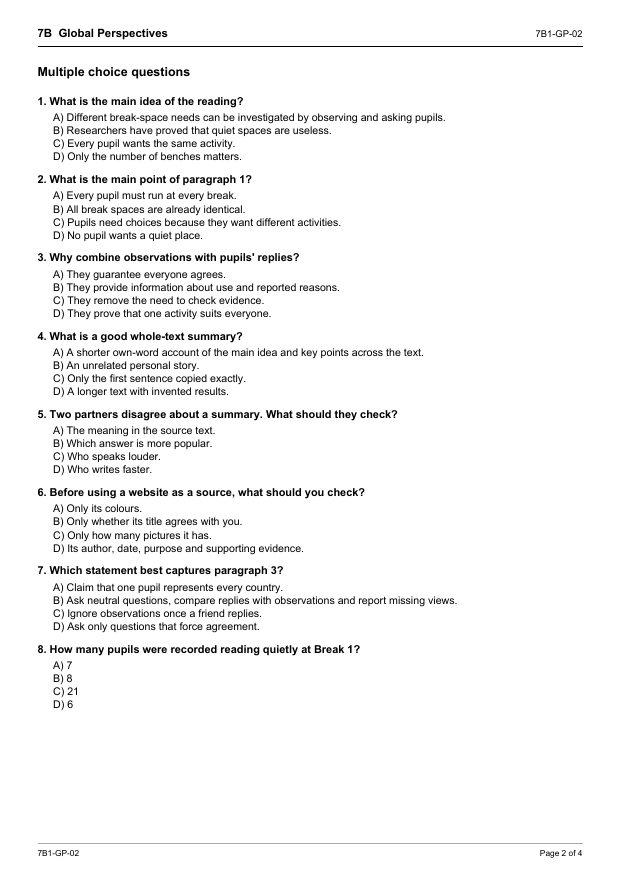 7B Global Perspectives
7B1-GP-02
Multiple choice questions
1. What is the main idea of the reading?
A) Different break-space needs can be investigated by observing and asking pupils.
B) Researchers have proved that quiet spaces are useless.
C) Every pupil wants the same activity.
D) Only the number of benches matters.
2. What is the main point of paragraph 1?
A) Every pupil must run at every break.
B) All break spaces are already identical.
C) Pupils need choices because they want different activities.
D) No pupil wants a quiet place.
3. Why combine observations with pupils' replies?
A) They guarantee everyone agrees.
B) They provide information about use and reported reasons.
C) They remove the need to check evidence.
D) They prove that one activity suits everyone.
4. What is a good whole-text summary?
A) A shorter own-word account of the main idea and key points across the text.
B) An unrelated personal story.
C) Only the first sentence copied exactly.
D) A longer text with invented results.
5. Two partners disagree about a summary. What should they check?
A) The meaning in the source text.
B) Which answer is more popular.
C) Who speaks louder.
D) Who writes faster.
6. Before using a website as a source, what should you check?
A) Only its colours.
B) Only whether its title agrees with you.
C) Only how many pictures it has.
D) Its author, date, purpose and supporting evidence.
7. Which statement best captures paragraph 3?
A) Claim that one pupil represents every country.
B) Ask neutral questions, compare replies with observations and report missing views.
C) Ignore observations once a friend replies.
D) Ask only questions that force agreement.
8. How many pupils were recorded reading quietly at Break 1?
A) 7
B) 8
C) 21
D) 6
7B1-GP-02
Page 2 of 4